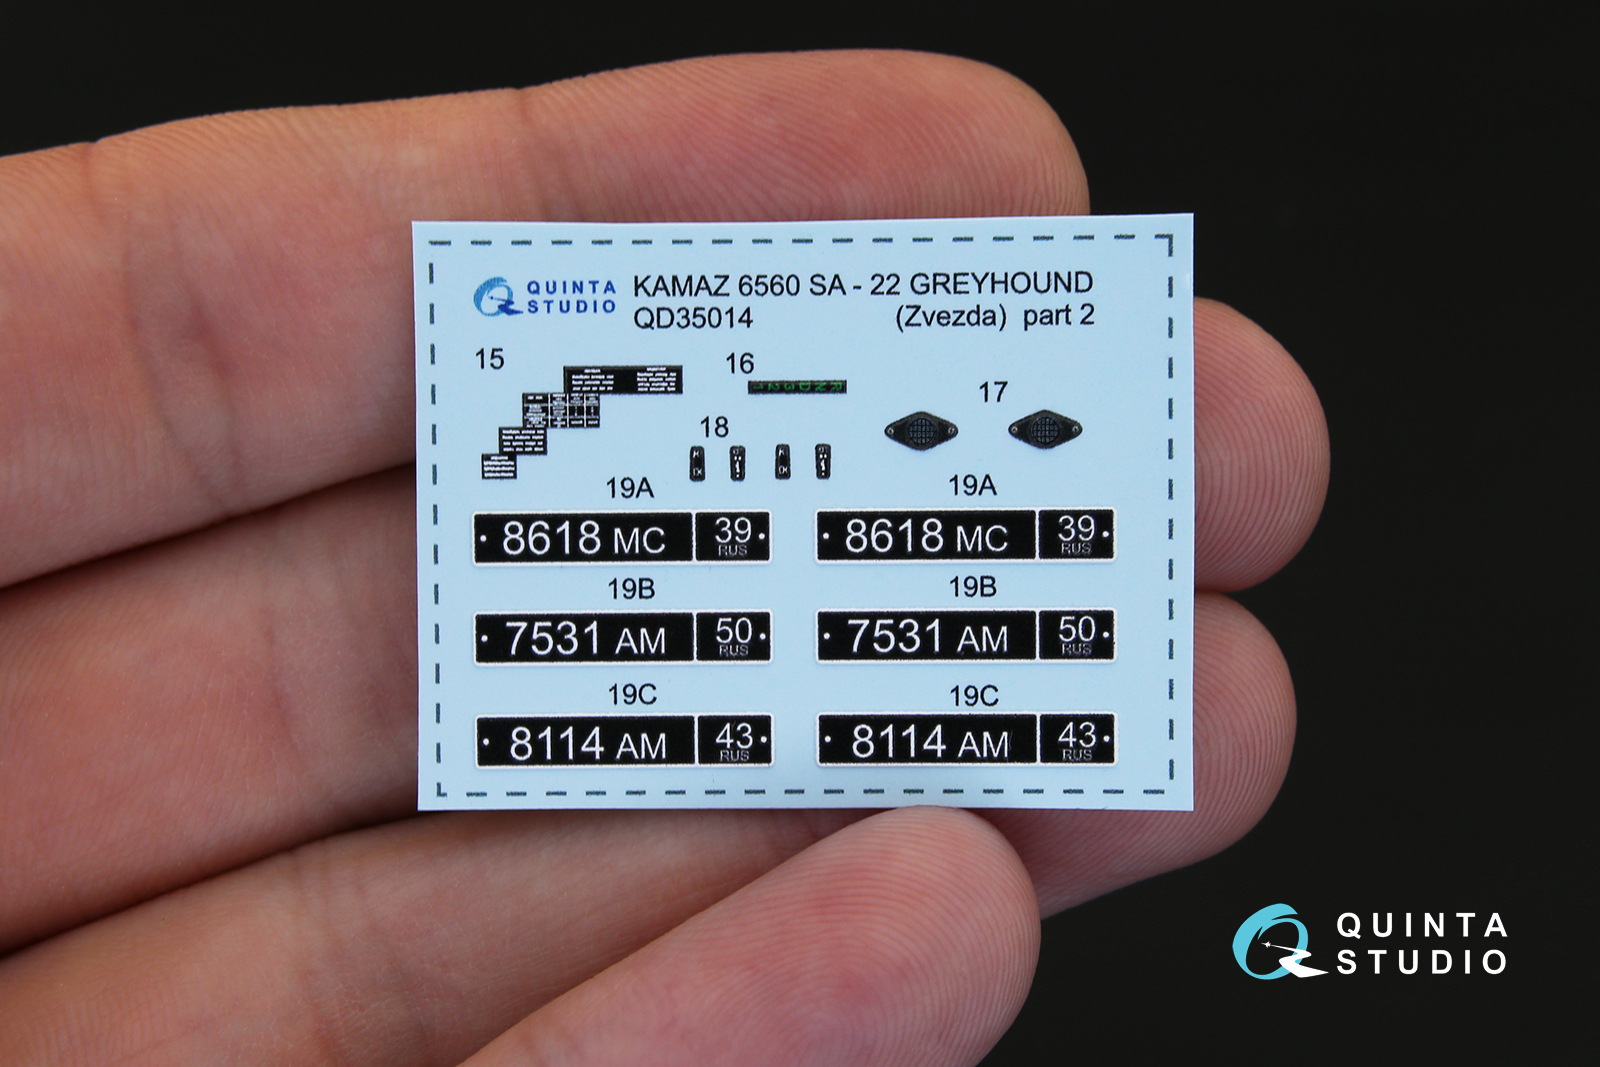 QUINTA
STUDIO
KAMAZ 6560 SA - 22 GREYHOUND
QD35014 (Zvezda) part 2
15
16
17
18
19A 19A
8618 MC 39 RUS 8618 MC 39 RUS
19B 19B
7531 AM 50 RUS 7531 AM 50 RUS
19C 19C
8114 AM 43 RUS 8114 AM 43 RUS
QUINTA
STUDIO